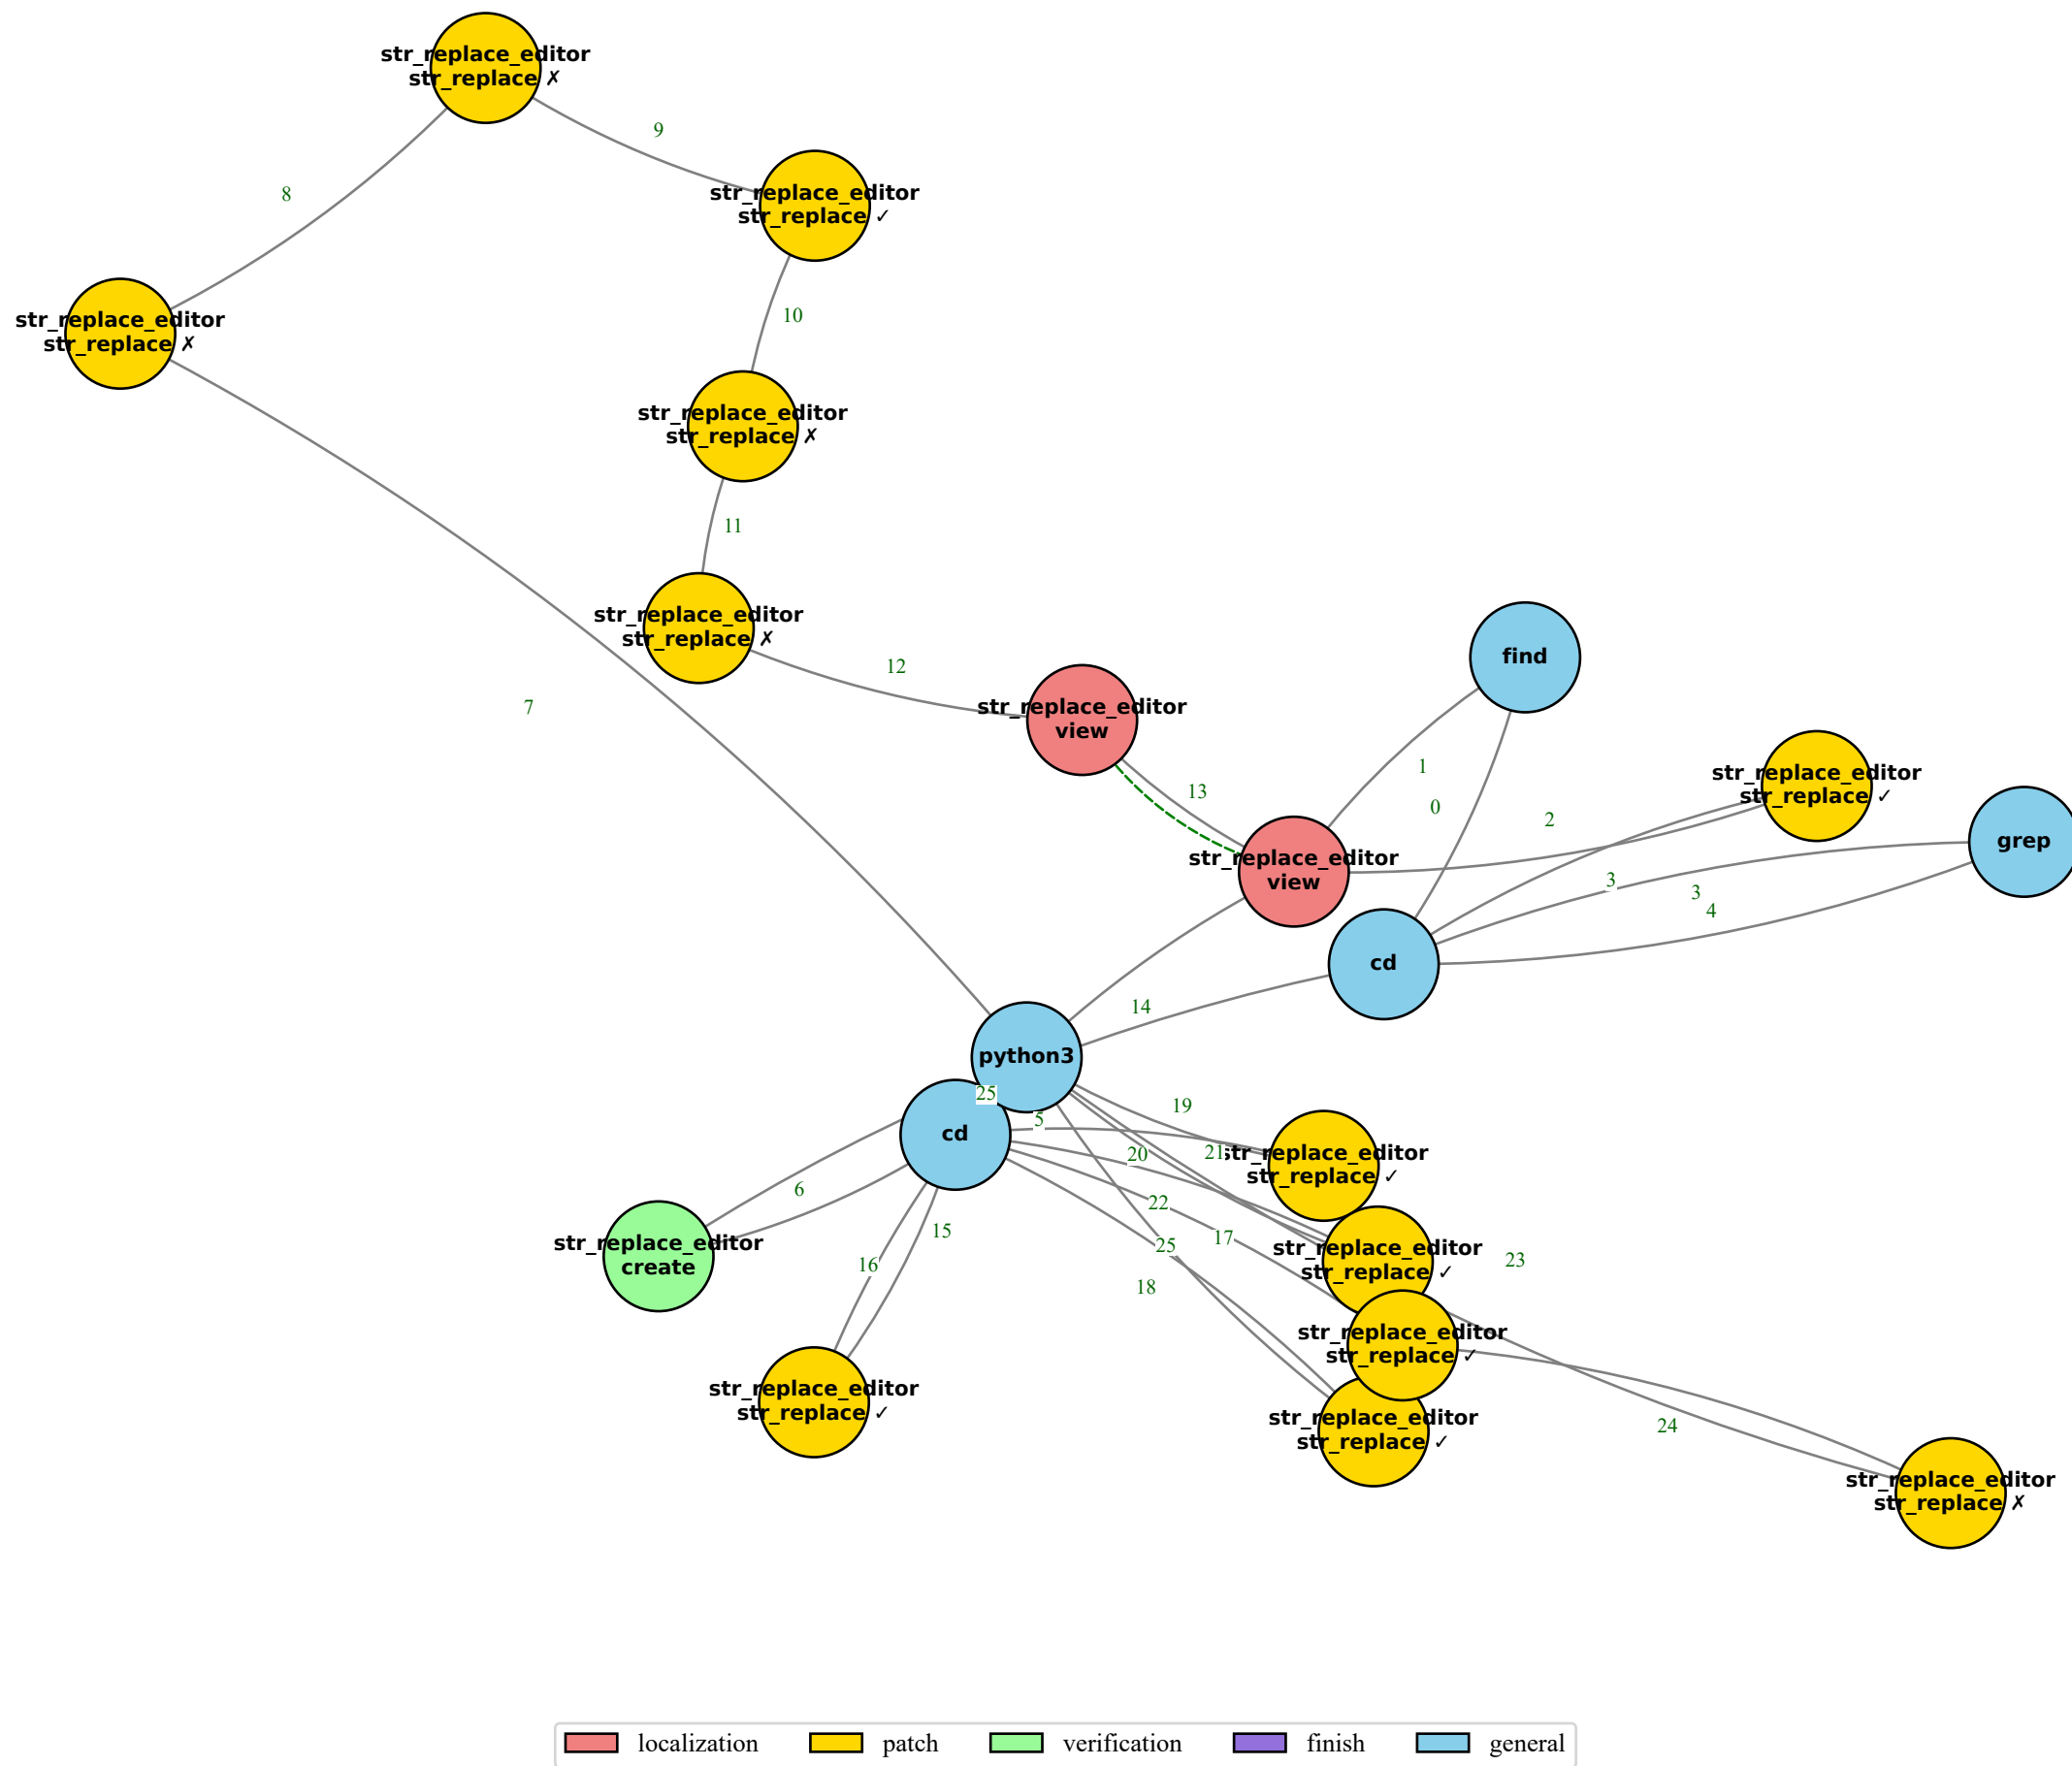 str_replace_editor
str_replace ✗
9
8
str_replace_editor
str_replace ✓
10
str_replace_editor
str_replace ✗
str_replace_editor
str_replace ✗
11
str_replace_editor
str_replace ✗
12
7
str_replace_editor
view
find
1
0
13
2
str_replace_editor
str_replace ✓
grep
str_replace_editor
view
3
3
4
cd
14
python3
25
5
19
cd
20
21
str_replace_editor
str_replace ✓
6
22
15
17
16
25
18
23
str_replace_editor
create
str_replace_editor
str_replace ✓
str_replace_editor
str_replace ✓
str_replace_editor
str_replace ✓
str_replace_editor
str_replace ✓
24
str_replace_editor
str_replace ✗
localization
patch
verification
finish
general